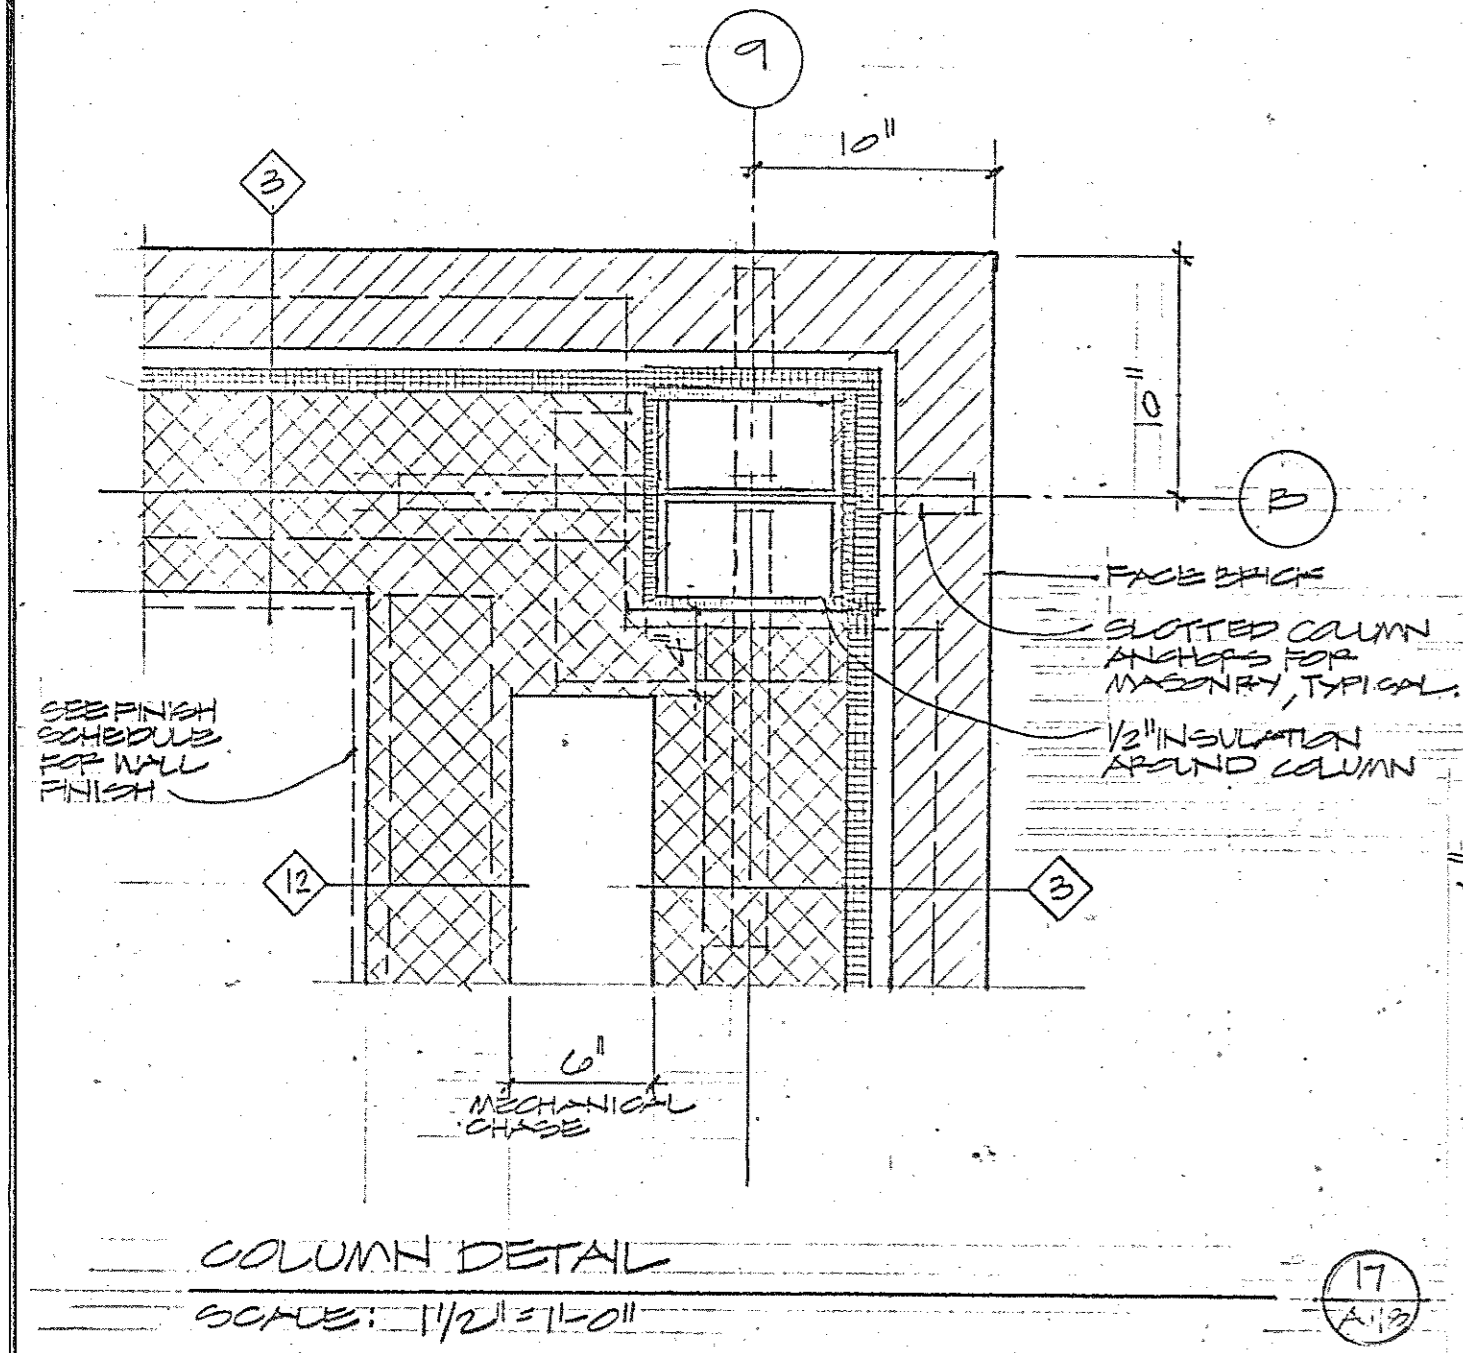 9
10"
3
10"
B
FACE BRICK
SLOTTED COLUMN
ANCHORS FOR
MASONRY, TYPICAL.
1/2" INSULATION
AROUND COLUMN
4"
SEE FINISH
SCHEDULE
FOR WALL
FINISH
12
3
6"
MECHANICAL
CHASE
COLUMN DETAIL
SCALE: 1 1/2" = 1'-0"
17